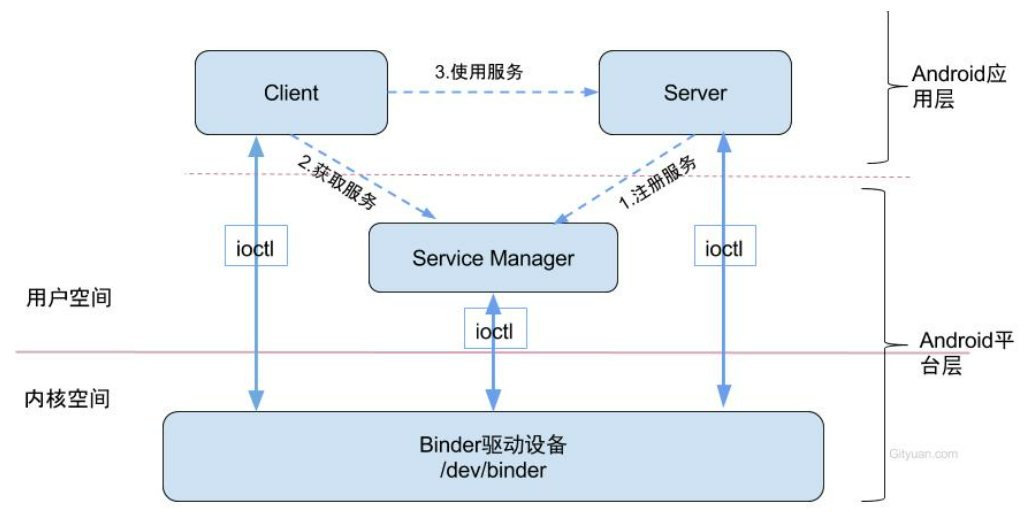 3.使用服务
Client
Server
Android应
用层
2.获取服务
1.注册服务
ioctl
Service Manager
ioctl
用户空间
ioctl
Android平
台层
内核空间
Binder驱动设备
/dev/binder
Gityuan.com